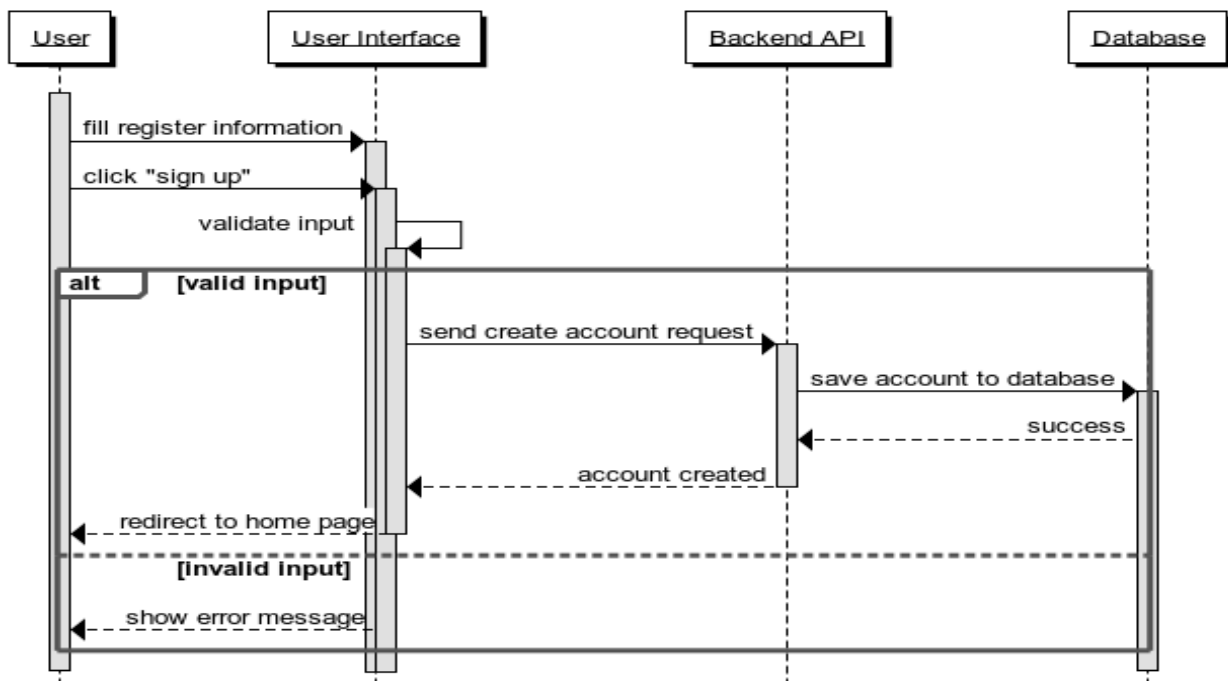 User
User Interface
Backend API
Database
fill register information
click "sign up"
validate input
alt
[valid input]
send create account request
save account to database
success
account created
redirect to home page
[invalid input]
show error message